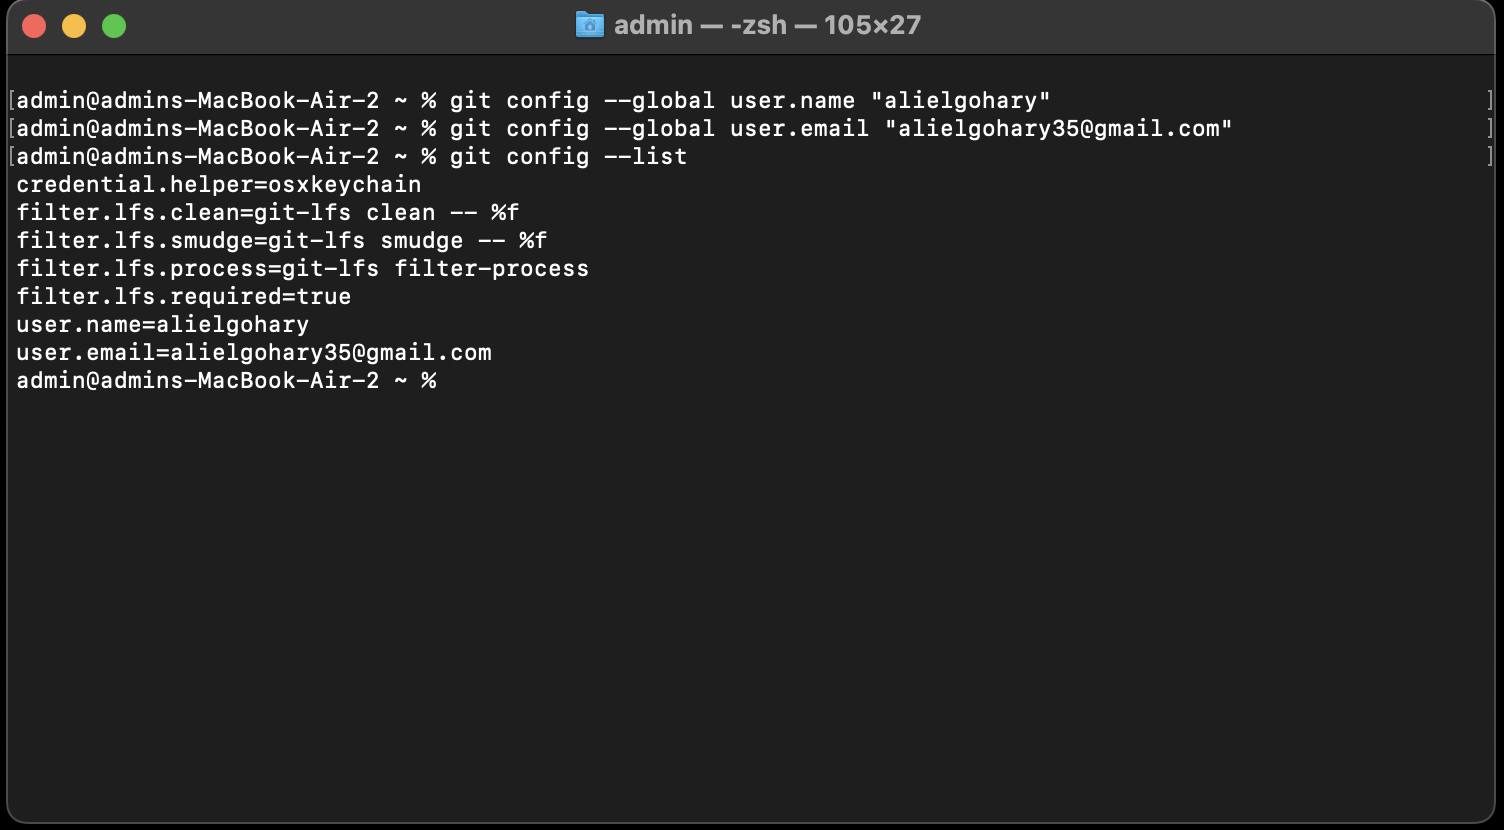 admin — -zsh — 105×27
[admin@admins-MacBook-Air-2 ~ % git config --global user.name "alielgohary" ]
[admin@admins-MacBook-Air-2 ~ % git config --global user.email "alielgohary35@gmail.com" ]
[admin@admins-MacBook-Air-2 ~ % git config --list ]
credential.helper=osxkeychain
filter.lfs.clean=git-lfs clean -- %f
filter.lfs.smudge=git-lfs smudge -- %f
filter.lfs.process=git-lfs filter-process
filter.lfs.required=true
user.name=alielgohary
user.email=alielgohary35@gmail.com
admin@admins-MacBook-Air-2 ~ %